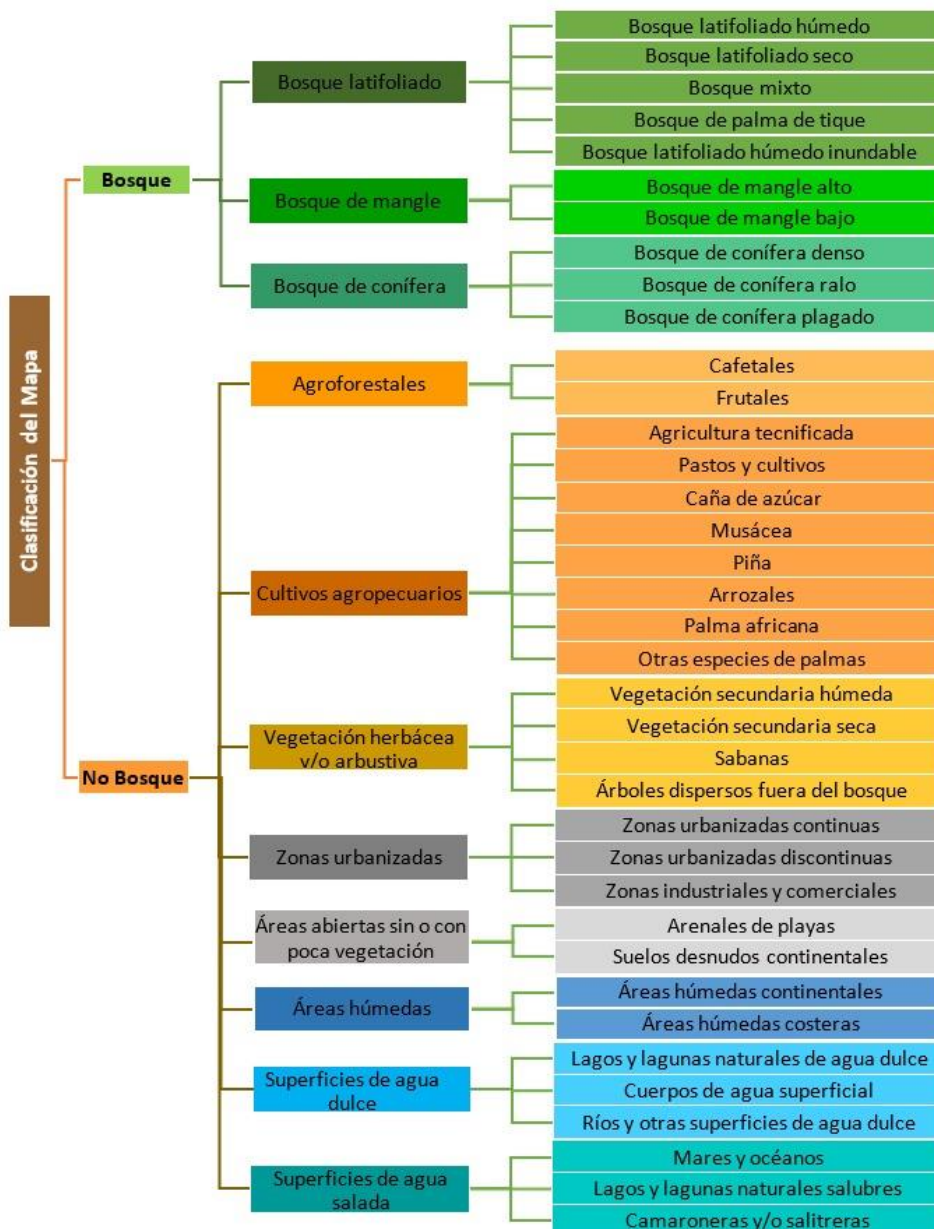 Clasificación del Mapa
Bosque
Bosque latifoliado
Bosque latifoliado húmedo
Bosque latifoliado seco
Bosque mixto
Bosque de palma de tique
Bosque latifoliado húmedo inundable
Bosque de mangle
Bosque de mangle alto
Bosque de mangle bajo
Bosque de conífera
Bosque de conífera denso
Bosque de conífera ralo
Bosque de conífera plagado
No Bosque
Agroforestales
Cafetales
Frutales
Cultivos agropecuarios
Agricultura tecnificada
Pastos y cultivos
Caña de azúcar
Musácea
Piña
Arrozales
Palma africana
Otras especies de palmas
Vegetación herbácea
y/o arbustiva
Vegetación secundaria húmeda
Vegetación secundaria seca
Sabanas
Árboles dispersos fuera del bosque
Zonas urbanizadas
Zonas urbanizadas continuas
Zonas urbanizadas discontinuas
Zonas industriales y comerciales
Áreas abiertas sin o con
poca vegetación
Arenales de playas
Suelos desnudos continentales
Áreas húmedas
Áreas húmedas continentales
Áreas húmedas costeras
Superficies de agua
dulce
Lagos y lagunas naturales de agua dulce
Cuerpos de agua superficial
Ríos y otras superficies de agua dulce
Superficies de agua
salada
Mares y océanos
Lagos y lagunas naturales salubres
Camaroneras y/o salitreras